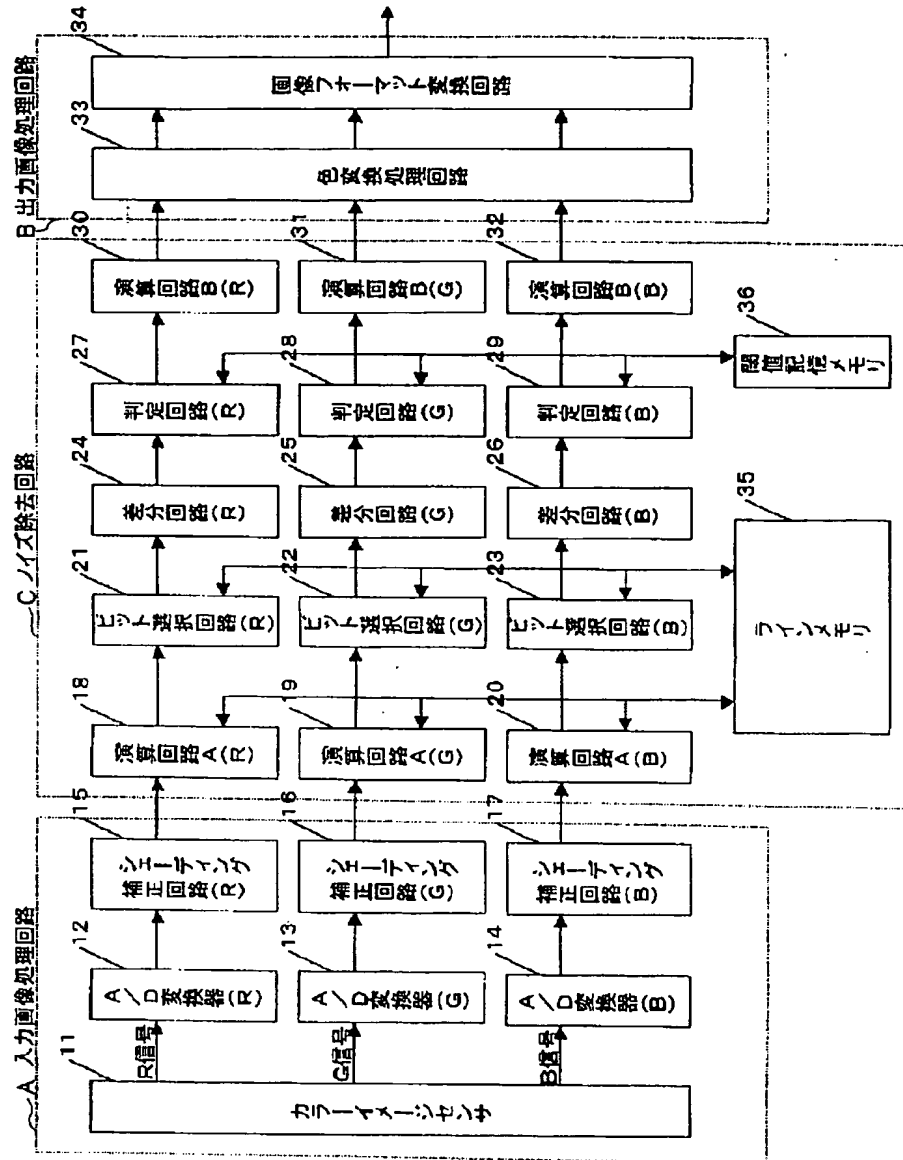 A 入力画像処理回路
11
カラーイメージセンサ
R信号
G信号
B信号
12
A/D変換器(R)
13
A/D変換器(G)
14
A/D変換器(B)
15
シェーディング
補正回路(R)
16
シェーディング
補正回路(G)
17
シェーディング
補正回路(B)
C ノイズ除去回路
18
演算回路A(R)
19
演算回路A(G)
20
演算回路A(B)
21
ビット選択回路(R)
22
ビット選択回路(G)
23
ビット選択回路(B)
24
差分回路(R)
25
差分回路(G)
26
差分回路(B)
27
判定回路(R)
28
判定回路(G)
29
判定回路(B)
30
演算回路B(R)
31
演算回路B(G)
32
演算回路B(B)
35
ラインメモリ
36
閾値記憶メモリ
B 出力画像処理回路
33
色変換処理回路
34
画像フォーマット変換回路